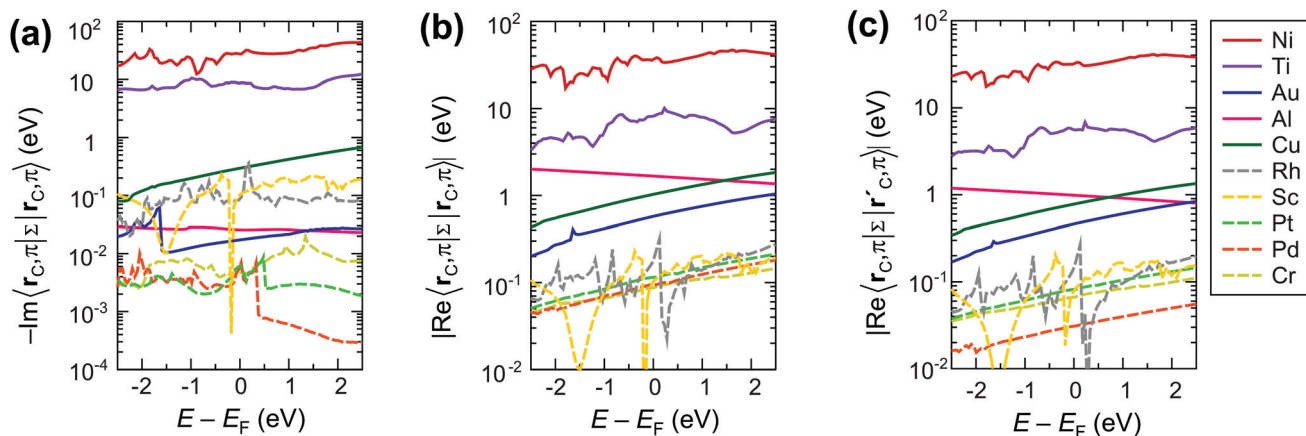 (a)
–Im⟨r_C,π|Σ|r_C,π⟩ (eV)
10²
10
1
10⁻¹
10⁻²
10⁻³
10⁻⁴
-2 -1 0 1 2
E – E_F (eV)
(b)
|Re⟨r_C,π|Σ|r_C,π⟩| (eV)
10²
10
1
10⁻¹
10⁻²
-2 -1 0 1 2
E – E_F (eV)
(c)
|Re⟨r_C,π|Σ|r′_C,π⟩| (eV)
10²
10
1
10⁻¹
10⁻²
-2 -1 0 1 2
E – E_F (eV)
Ni
Ti
Au
Al
Cu
Rh
Sc
Pt
Pd
Cr